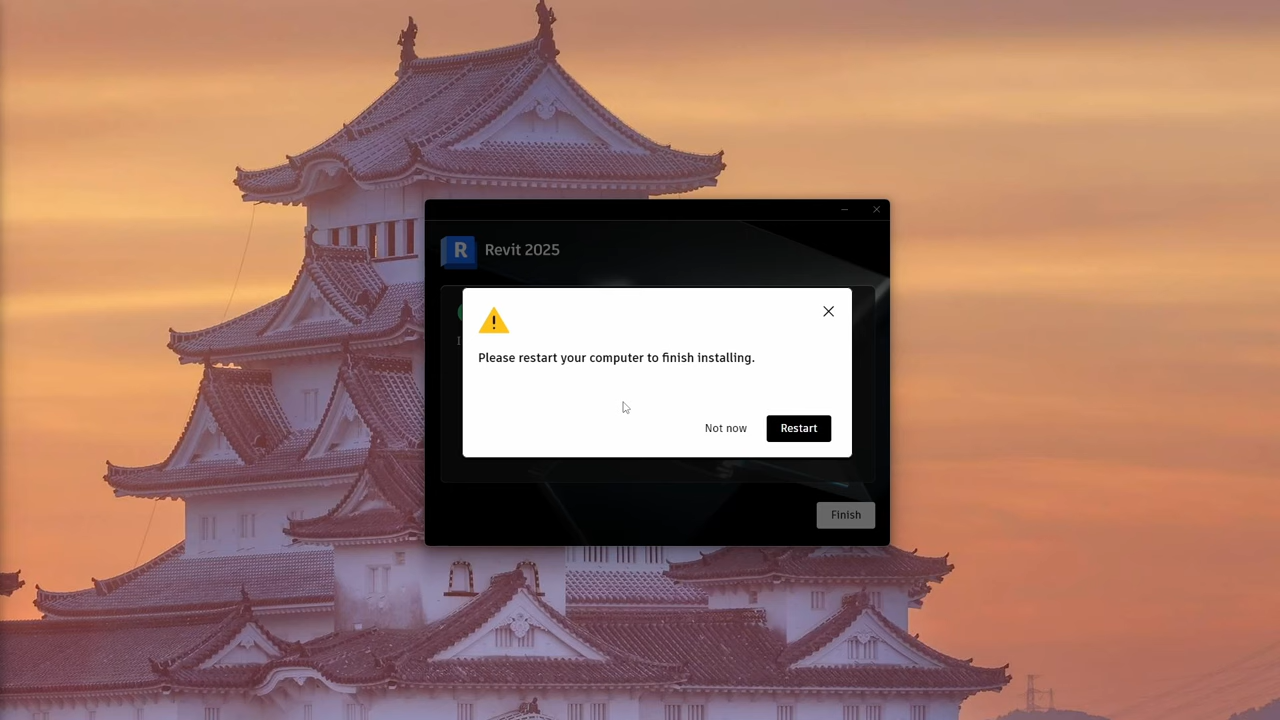 R Revit 2025
Please restart your computer to finish installing.
Not now
Restart
Finish